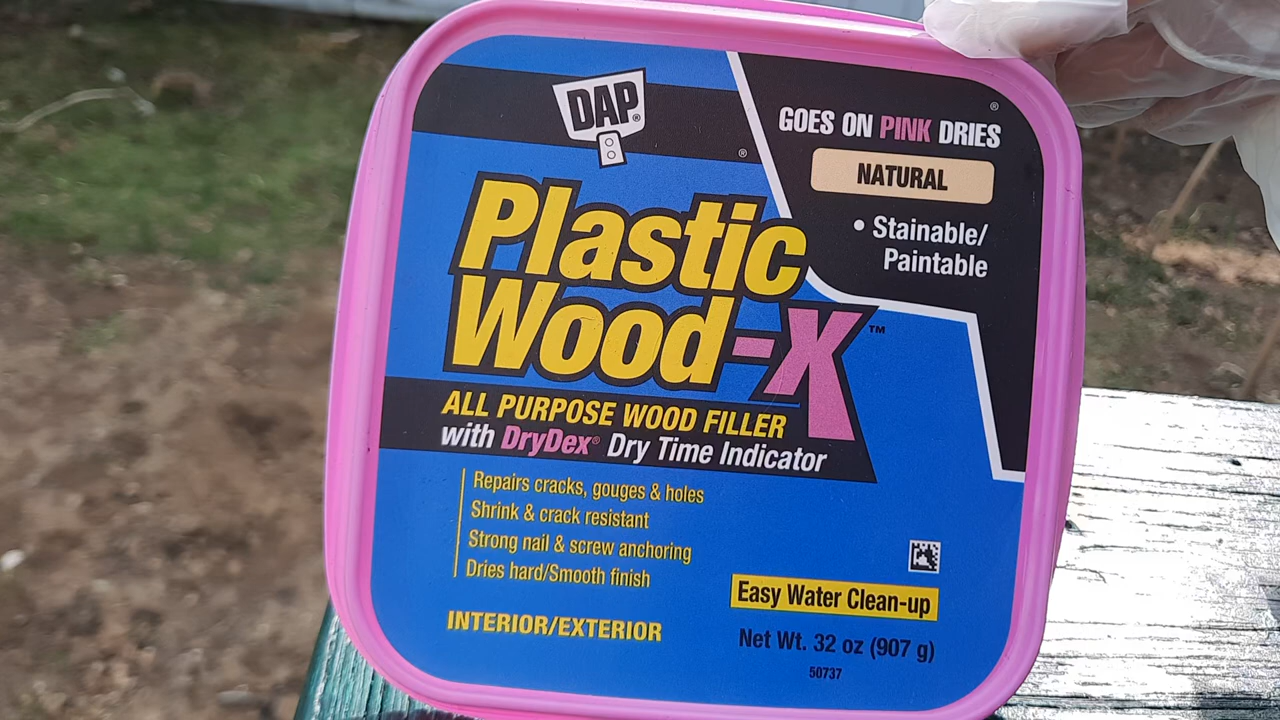 DAP®
®
GOES ON PINK DRIES
®
NATURAL
• Stainable/
Paintable
Plastic
Wood-X™
ALL PURPOSE WOOD FILLER
with DryDex® Dry Time Indicator
Repairs cracks, gouges & holes
Shrink & crack resistant
Strong nail & screw anchoring
Dries hard/Smooth finish
INTERIOR/EXTERIOR
Easy Water Clean-up
Net Wt. 32 oz (907 g)
50737